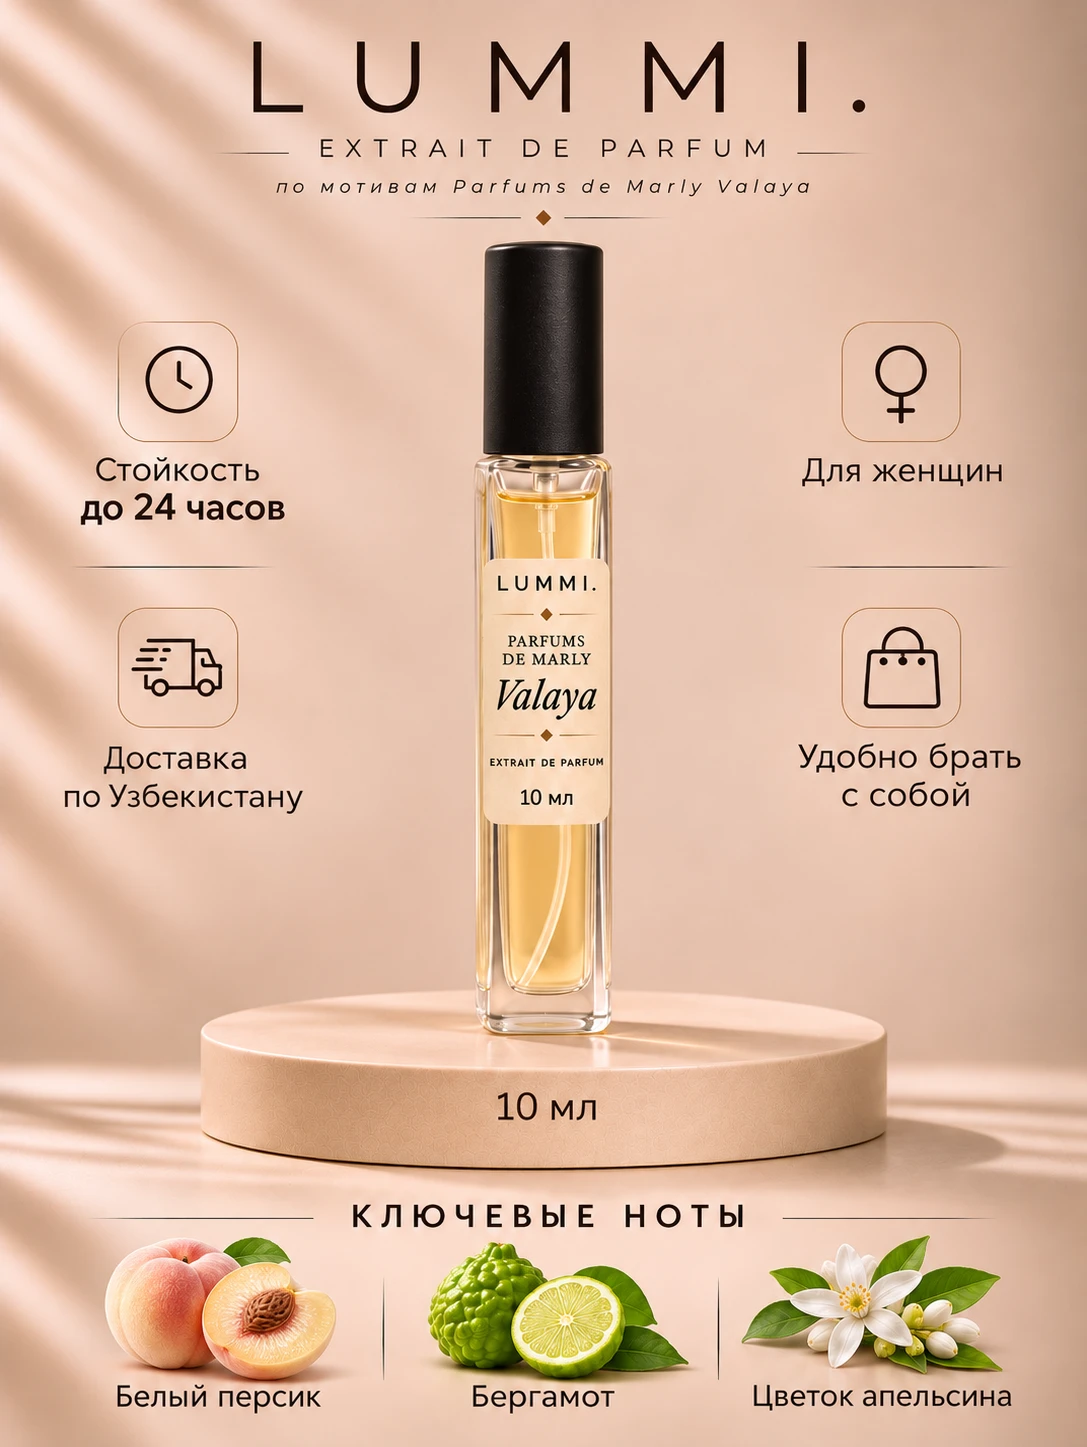 LUMMI.
EXTRAIT DE PARFUM
по мотивам Parfums de Marly Valaya
Стойкость
до 24 часов
Для женщин
Доставка
по Узбекистану
Удобно брать
с собой
LUMMI.
PARFUMS
DE MARLY
Valaya
EXTRAIT DE PARFUM
10 мл
10 мл
КЛЮЧЕВЫЕ НОТЫ
Белый персик
Бергамот
Цветок апельсина